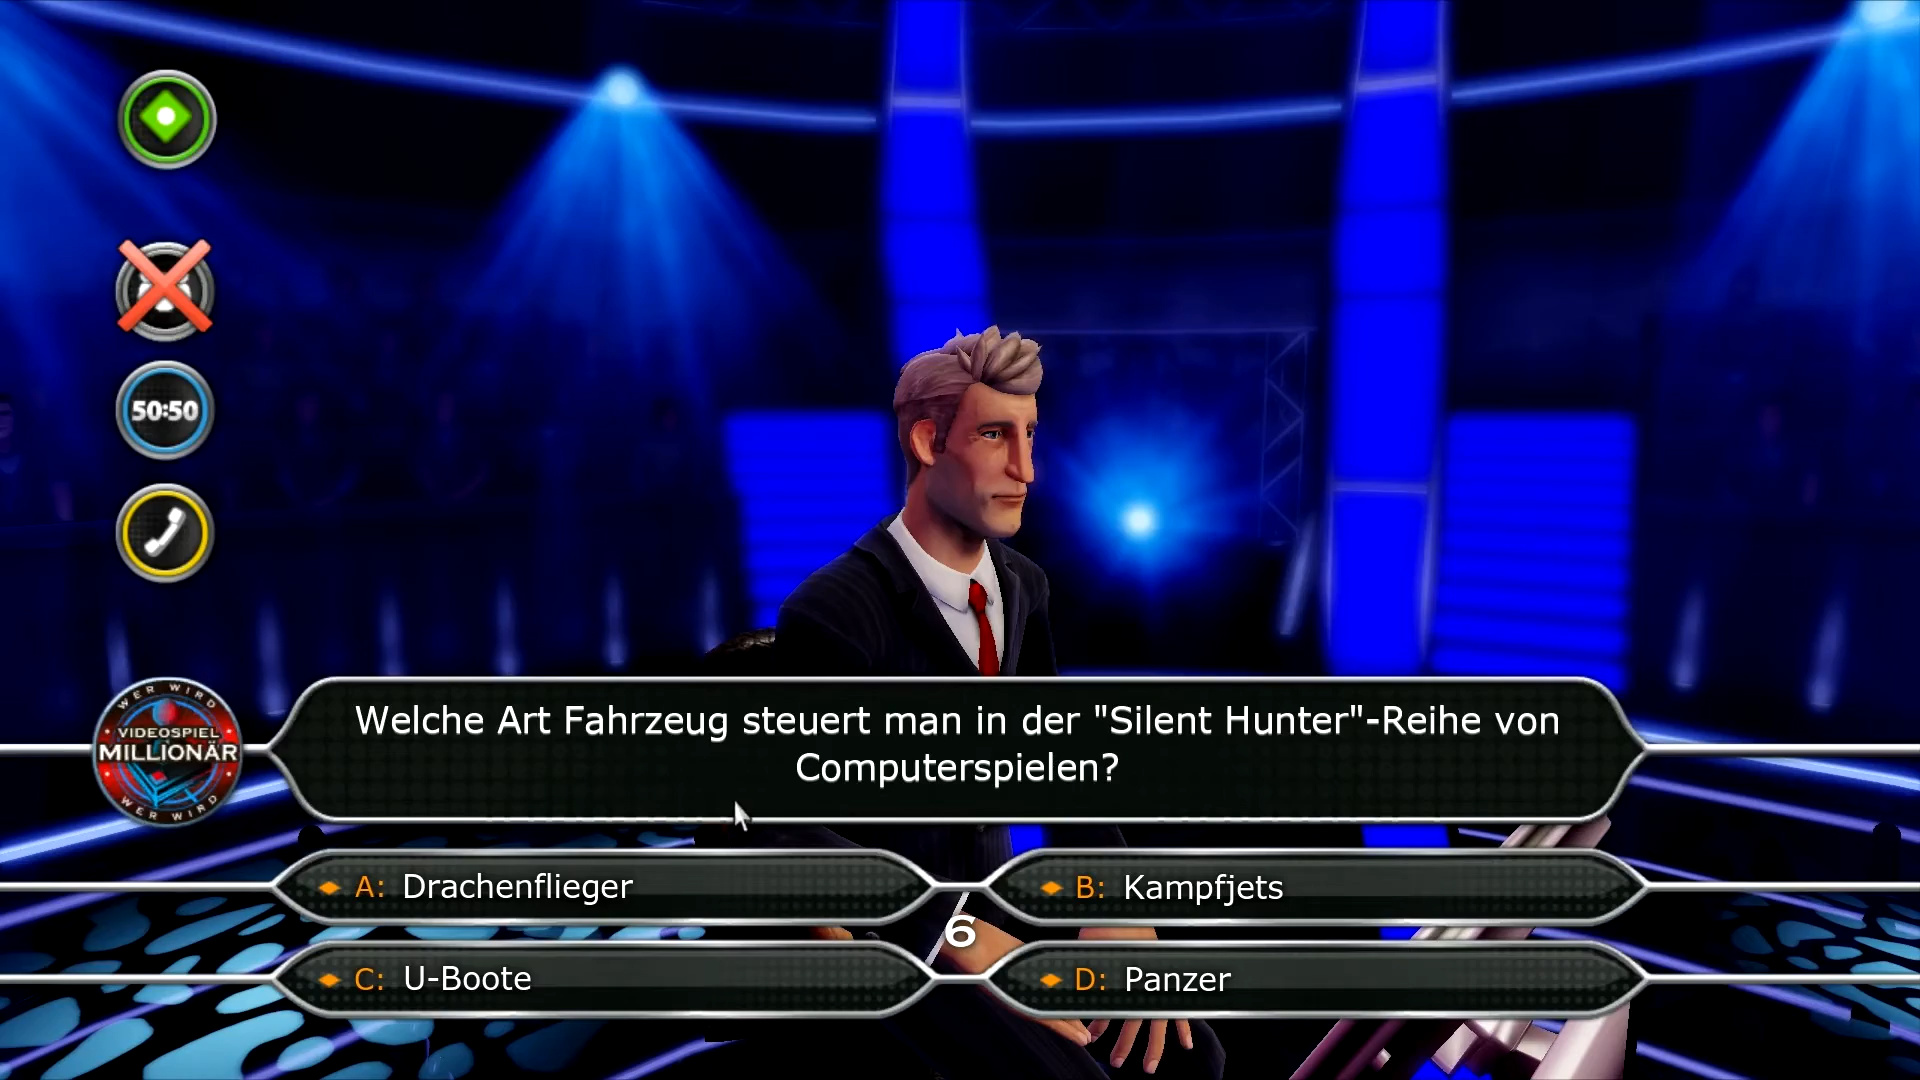 50:50
WER WIRD
VIDEOSPIEL
MILLIONÄR
WER WIRD
Welche Art Fahrzeug steuert man in der "Silent Hunter"-Reihe von
Computerspielen?
A: Drachenflieger
B: Kampfjets
6
C: U-Boote
D: Panzer